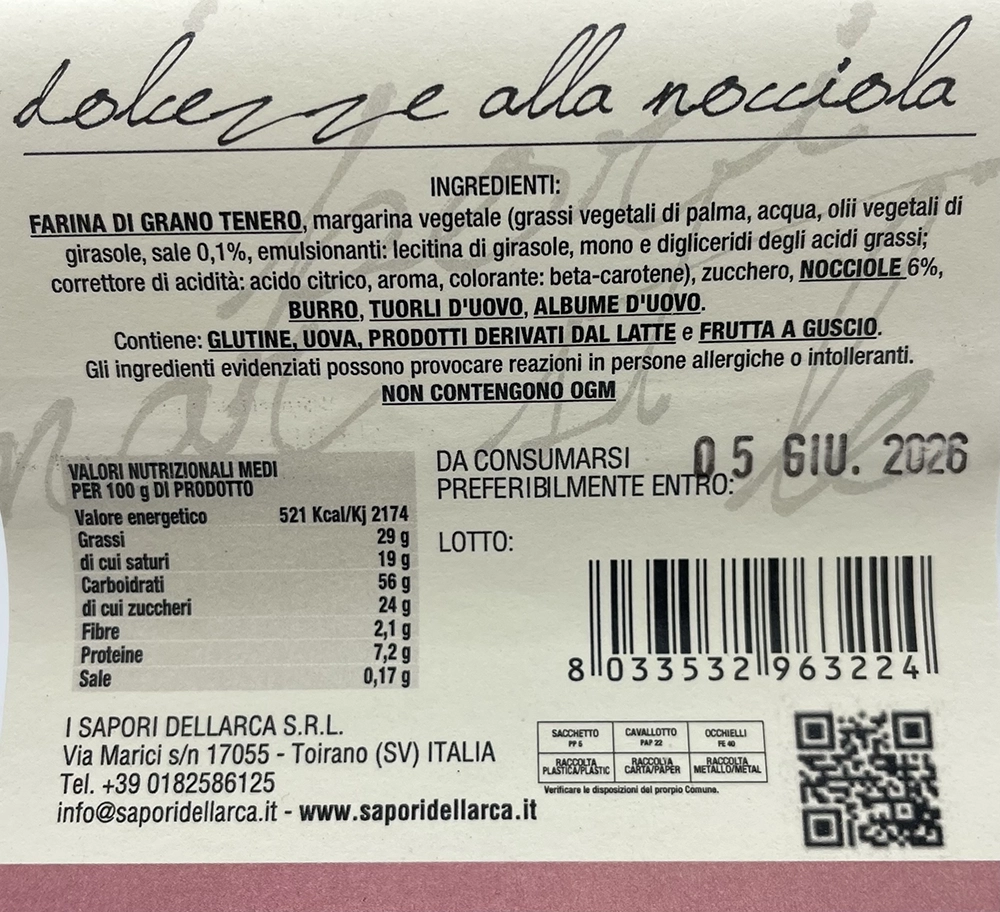 dolcezze alla nocciola
INGREDIENTI:
FARINA DI GRANO TENERO, margarina vegetale (grassi vegetali di palma, acqua, olii vegetali di
girasole, sale 0,1%, emulsionanti: lecitina di girasole, mono e digliceridi degli acidi grassi;
correttore di acidità: acido citrico, aroma, colorante: beta-carotene), zucchero, NOCCIOLE 6%,
BURRO, TUORLI D'UOVO, ALBUME D'UOVO.
Contiene: GLUTINE, UOVA, PRODOTTI DERIVATI DAL LATTE e FRUTTA A GUSCIO.
Gli ingredienti evidenziati possono provocare reazioni in persone allergiche o intolleranti.
NON CONTENGONO OGM
VALORI NUTRIZIONALI MEDI
PER 100 g DI PRODOTTO
Valore energetico 521 Kcal/Kj 2174
Grassi 29 g
di cui saturi 19 g
Carboidrati 56 g
di cui zuccheri 24 g
Fibre 2,1 g
Proteine 7,2 g
Sale 0,17 g
DA CONSUMARSI
PREFERIBILMENTE ENTRO: 05 GIU. 2026
LOTTO:
8 033532 963224
I SAPORI DELLARCA S.R.L.
Via Marici s/n 17055 - Toirano (SV) ITALIA
Tel. +39 0182586125
info@saporidellarca.it - www.saporidellarca.it
SACCHETTO CAVALLOTTO OCCHIELLI
PP 5 PAP 22 FE 40
RACCOLTA RACCOLTA RACCOLTA
PLASTICA/PLASTIC CARTA/PAPER METALLO/METAL
Verificare le disposizioni del prorpio Comune.